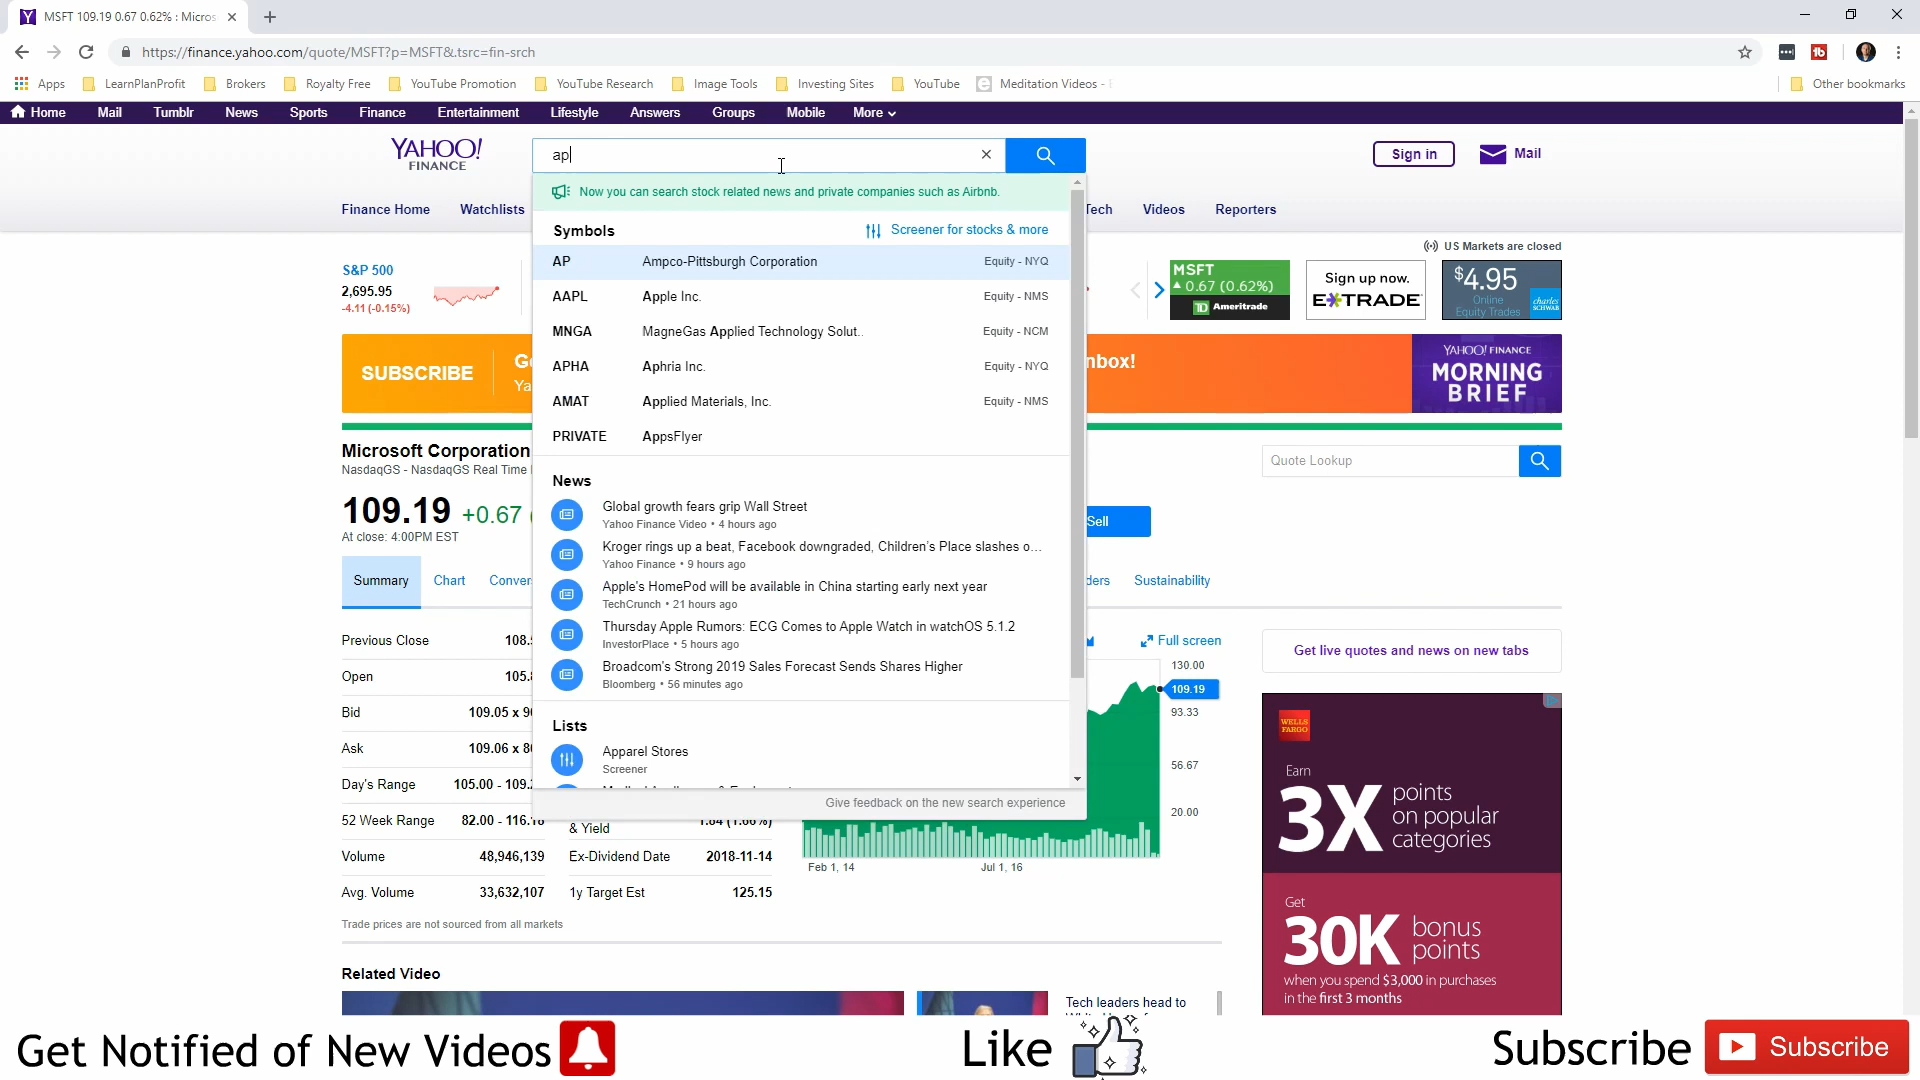 MSFT 109.19 0.67 0.62% : Micros
https://finance.yahoo.com/quote/MSFT?p=MSFT&.tsrc=fin-srch
Apps LearnPlanProfit Brokers Royalty Free YouTube Promotion YouTube Research Image Tools Investing Sites YouTube Meditation Videos - Other bookmarks
Home Mail Tumblr News Sports Finance Entertainment Lifestyle Answers Groups Mobile More
YAHOO!
FINANCE
ap
Sign in Mail
Finance Home Watchlists Tech Videos Reporters
Now you can search stock related news and private companies such as Airbnb.
Symbols Screener for stocks & more
AP Ampco-Pittsburgh Corporation Equity - NYQ
AAPL Apple Inc. Equity - NMS
MNGA MagneGas Applied Technology Solut.. Equity - NCM
APHA Aphria Inc. Equity - NYQ
AMAT Applied Materials, Inc. Equity - NMS
PRIVATE AppsFlyer
News
Global growth fears grip Wall Street
Yahoo Finance Video • 4 hours ago
Kroger rings up a beat, Facebook downgraded, Children's Place slashes o...
Yahoo Finance • 9 hours ago
Apple's HomePod will be available in China starting early next year
TechCrunch • 21 hours ago
Thursday Apple Rumors: ECG Comes to Apple Watch in watchOS 5.1.2
InvestorPlace • 5 hours ago
Broadcom's Strong 2019 Sales Forecast Sends Shares Higher
Bloomberg • 56 minutes ago
Lists
Apparel Stores
Screener
Give feedback on the new search experience
US Markets are closed
S&P 500
2,695.95
-4.11 (-0.15%)
MSFT
0.67 (0.62%)
TD Ameritrade
Sign up now.
E*TRADE
$4.95
Online
Equity Trades
charles
SCHWAB
SUBSCRIBE
nbox!
YAHOO! FINANCE
MORNING
BRIEF
Microsoft Corporation
NasdaqGS - NasdaqGS Real Time
109.19 +0.67
At close: 4:00PM EST
Quote Lookup
Sell
Summary Chart Conver ders Sustainability
Previous Close 108.
Open 105.
Bid 109.05 x 9
Ask 109.06 x 8
Day's Range 105.00 - 109.
52 Week Range 82.00 - 116.18
Volume 48,946,139
Avg. Volume 33,632,107
& Yield 1.84 (1.66%)
Ex-Dividend Date 2018-11-14
1y Target Est 125.15
Trade prices are not sourced from all markets
Full screen
130.00
109.19
93.33
56.67
20.00
Feb 1, 14 Jul 1, 16
Get live quotes and news on new tabs
WELLS
FARGO
Earn
3X points
on popular
categories
Get
30K bonus
points
when you spend $3,000 in purchases
in the first 3 months
Related Video
Tech leaders head to
Get Notified of New Videos
Like
Subscribe
Subscribe